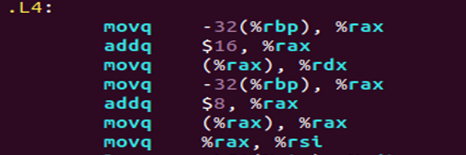 .L4:
movq -32(%rbp), %rax
addq $16, %rax
movq (%rax), %rdx
movq -32(%rbp), %rax
addq $8, %rax
movq (%rax), %rax
movq %rax, %rsi